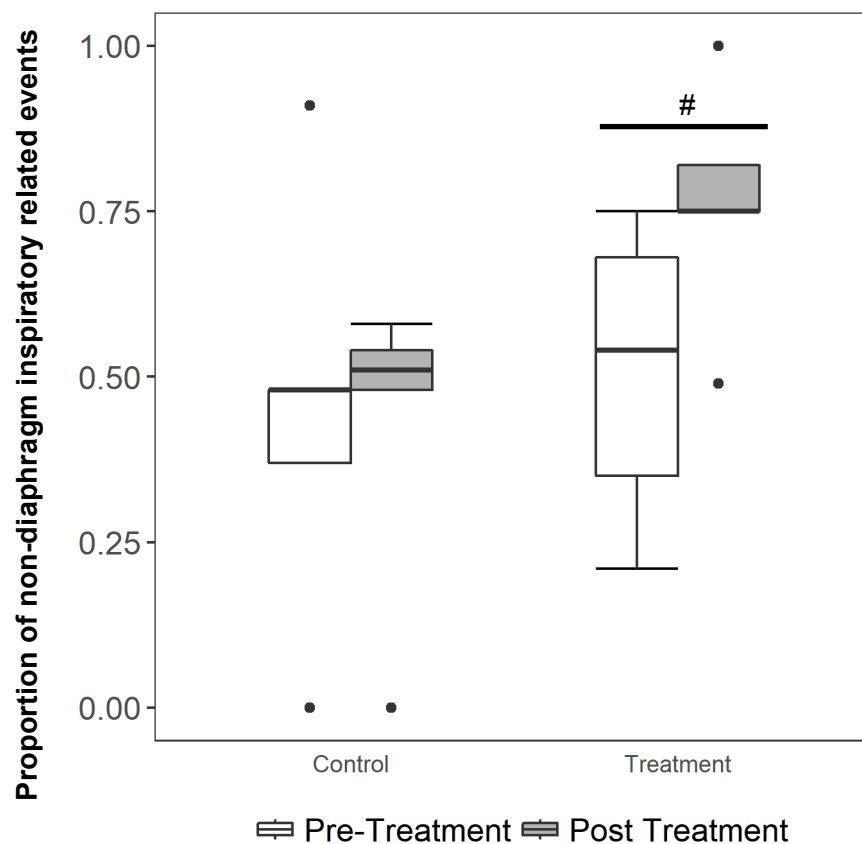 Proportion of non-diaphragm inspiratory related events
1.00
0.75
0.50
0.25
0.00
#
Control
Treatment
Pre-Treatment
Post Treatment